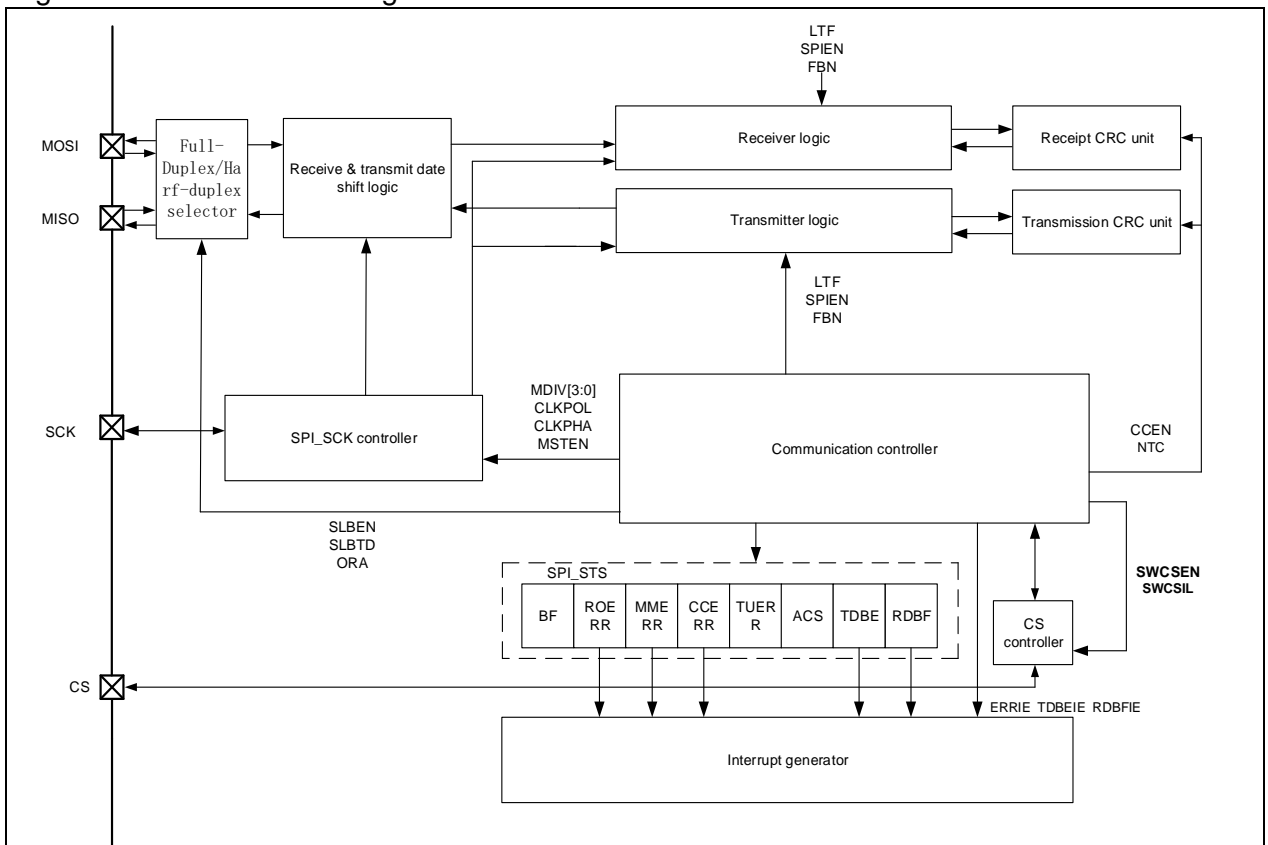 LTF
SPIEN
FBN
MOSI
Full-
Duplex/Ha
rf-duplex
selector
Receive & transmit date
shift logic
Receiver logic
Receipt CRC unit
MISO
Transmitter logic
Transmission CRC unit
LTF
SPIEN
FBN
MDIV[3:0]
CLKPOL
CLKPHA
MSTEN
SCK
SPI_SCK controller
Communication controller
CCEN
NTC
SLBEN
SLBTD
ORA
SPI_STS
BF
ROE
RR
MME
RR
CCE
RR
TUER
R
ACS
TDBE
RDBF
SWCSEN
SWCSIL
CS
controller
CS
ERRIE TDBEIE RDBFIE
Interrupt generator